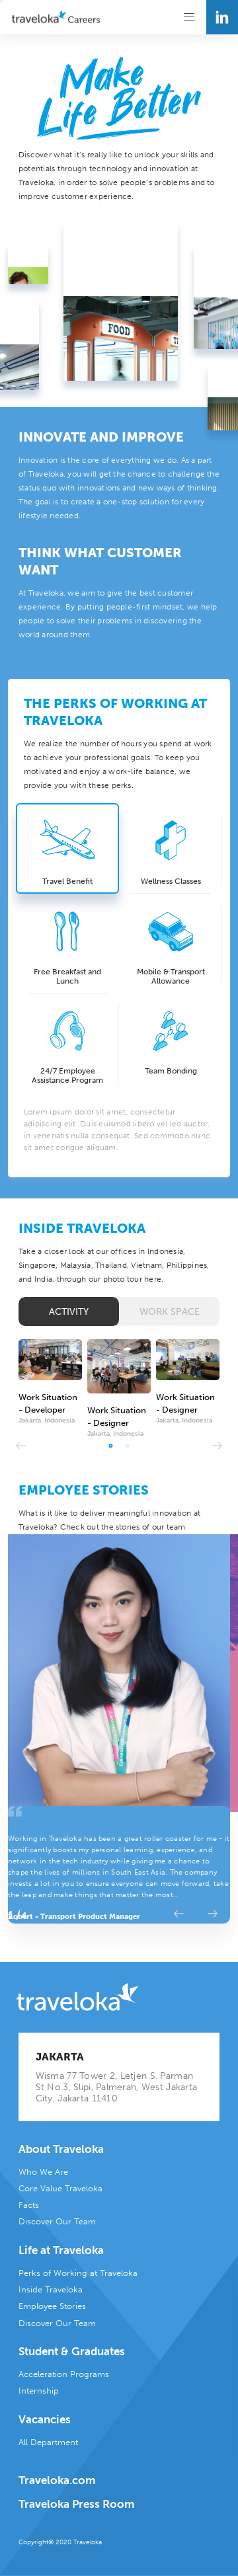 traveloka Careers
in
Make
Life Better
Discover what it's really like to unlock your skills and
potentials through technology and innovation at
Traveloka, in order to solve people's problems and to
improve customer experience.
FOOD
INNOVATE AND IMPROVE
Innovation is the core of everything we do. As a part
of Traveloka, you will get the chance to challenge the
status quo with innovations and new ways of thinking.
The goal is to create a one-stop solution for every
lifestyle needed.
THINK WHAT CUSTOMER
WANT
At Traveloka, we aim to give the best customer
experience. By putting people-first mindset, we help
people to solve their problems in discovering the
world around them.
THE PERKS OF WORKING AT
TRAVELOKA
We realize the number of hours you spend at work
to achieve your professional goals. To keep you
motivated and enjoy a work-life balance, we
provide you with these perks.
Travel Benefit
Wellness Classes
Free Breakfast and
Lunch
Mobile & Transport
Allowance
24/7 Employee
Assistance Program
Team Bonding
Lorem ipsum dolor sit amet, consectetur
adipiscing elit. Duis euismod libero vel leo auctor,
in venenatis nulla consequat. Sed commodo nunc
sit amet congue aliquam.
INSIDE TRAVELOKA
Take a closer look at our offices in Indonesia,
Singapore, Malaysia, Thailand, Vietnam, Philippines,
and India, through our photo tour here.
ACTIVITY
WORK SPACE
Work Situation
- Developer
Jakarta, Indonesia
Work Situation
- Designer
Jakarta, Indonesia
Work Situation
- Designer
Jakarta, Indonesia
EMPLOYEE STORIES
What is it like to deliver meaningful innovation at
Traveloka? Check out the stories of our team
Working in Traveloka has been a great roller coaster for me - it
significantly boosts my personal learning, experience, and
network in the tech industry while giving me a chance to
shape the lives of millions in South East Asia. The company
invests a lot in you to ensure everyone can move forward, take
the leap and make things that matter the most..
- Transport Product Manager
traveloka
JAKARTA
Wisma 77 Tower 2, Letjen S. Parman
St No.3, Slipi, Palmerah, West Jakarta
City, Jakarta 11410
About Traveloka
Who We Are
Core Value Traveloka
Facts
Discover Our Team
Life at Traveloka
Perks of Working at Traveloka
Inside Traveloka
Employee Stories
Discover Our Team
Student & Graduates
Acceleration Programs
Internship
Vacancies
All Department
Traveloka.com
Traveloka Press Room
Copyright© 2020 Traveloka